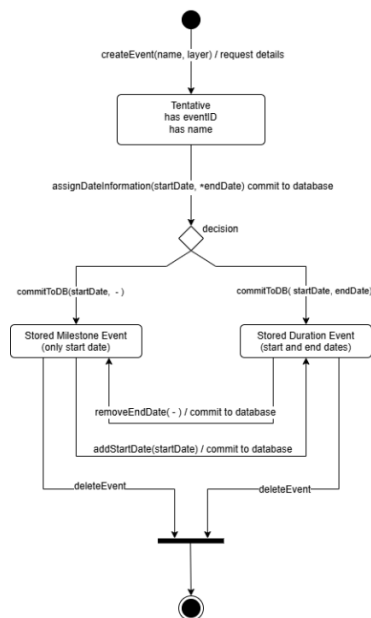 createEvent(name, layer) / request details
Tentative
has eventID
has name
assignDateInformation(startDate, *endDate) commit to database
decision
commitToDB(startDate, - )
commitToDB( startDate, endDate)
Stored Milestone Event
(only start date)
Stored Duration Event
(start and end dates)
removeEndDate( - ) / commit to database
addStartDate(startDate) / commit to database
deleteEvent
deleteEvent